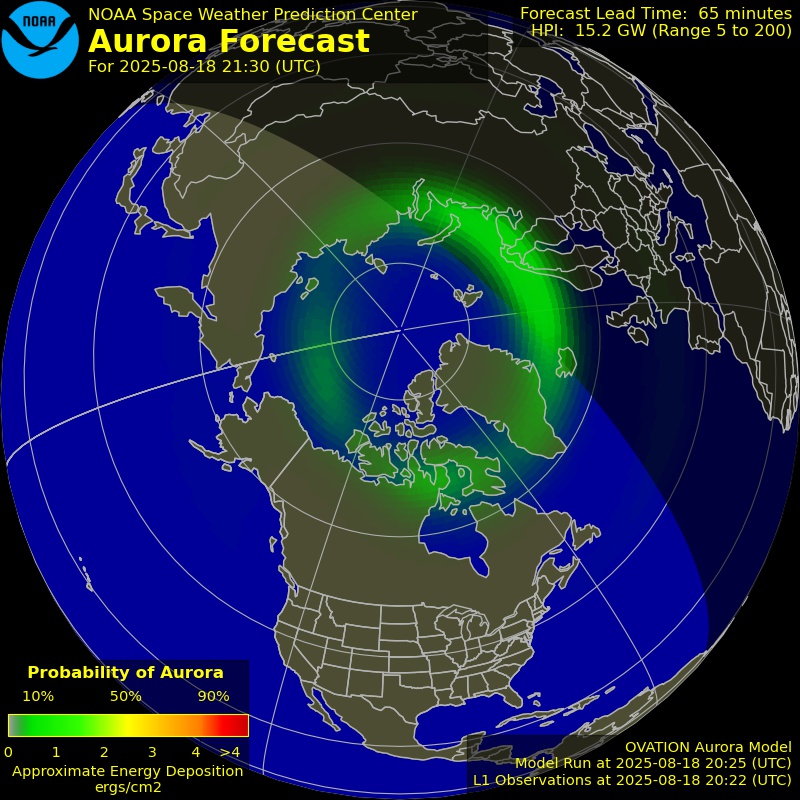 NOAA
NOAA Space Weather Prediction Center
Aurora Forecast
For 2025-08-18 21:30 (UTC)
Forecast Lead Time: 65 minutes
HPI: 15.2 GW (Range 5 to 200)
Probability of Aurora
10% 50% 90%
0 1 2 3 4 >4
Approximate Energy Deposition
ergs/cm2
OVATION Aurora Model
Model Run at 2025-08-18 20:25 (UTC)
L1 Observations at 2025-08-18 20:22 (UTC)